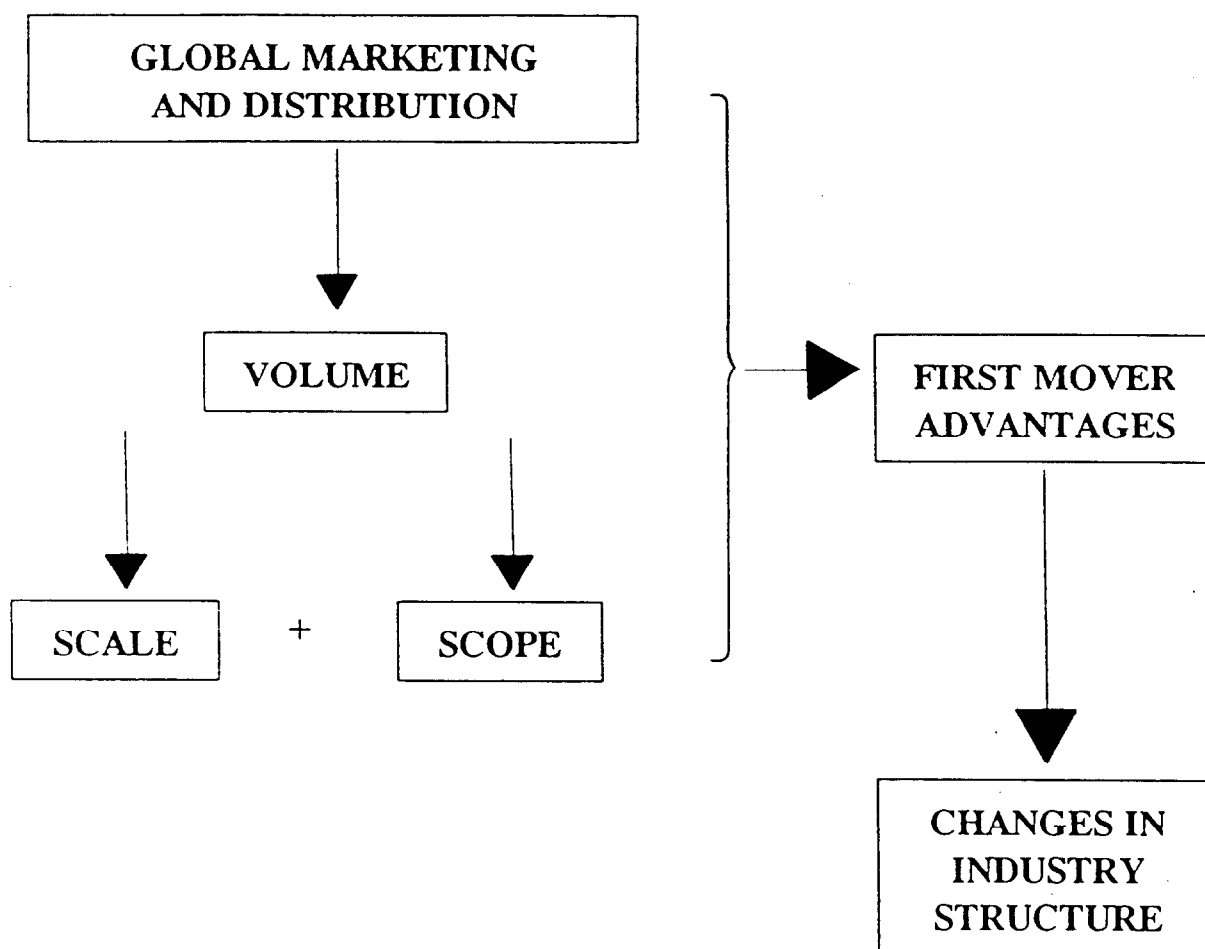 GLOBAL MARKETING
AND DISTRIBUTION
VOLUME
SCALE + SCOPE
FIRST MOVER
ADVANTAGES
CHANGES IN
INDUSTRY
STRUCTURE